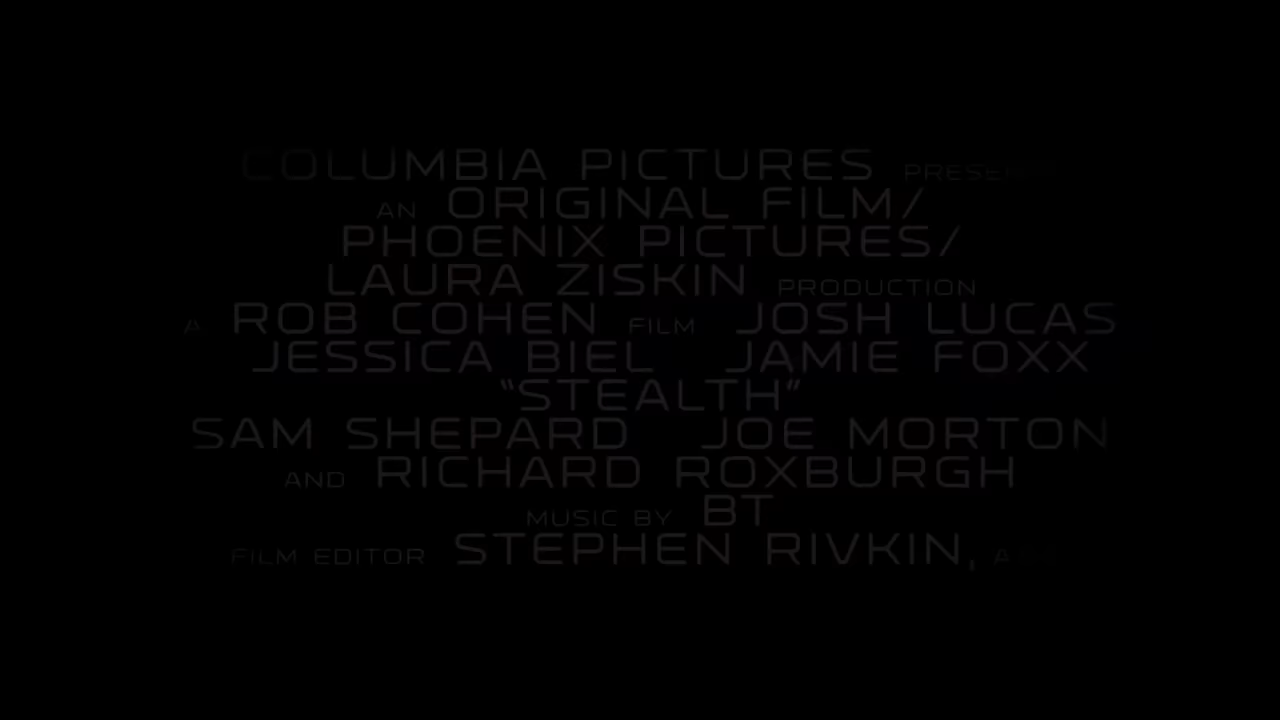 COLUMBIA PICTURES
AN ORIGINAL FILM/
PHOENIX PICTURES/
LAURA ZISKIN PRODUCTION
A ROB COHEN FILM JOSH LUCAS
JESSICA BIEL JAMIE FOXX
"STEALTH"
SAM SHEPARD JOE MORTON
AND RICHARD ROXBURGH
MUSIC BY BT
FILM EDITOR STEPHEN RIVKIN,